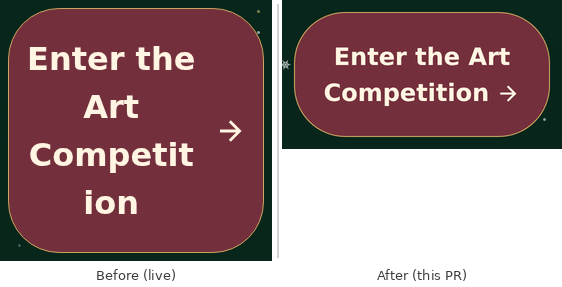 Enter the
Art
Competit
ion
→
Before (live)
Enter the Art
Competition →
After (this PR)